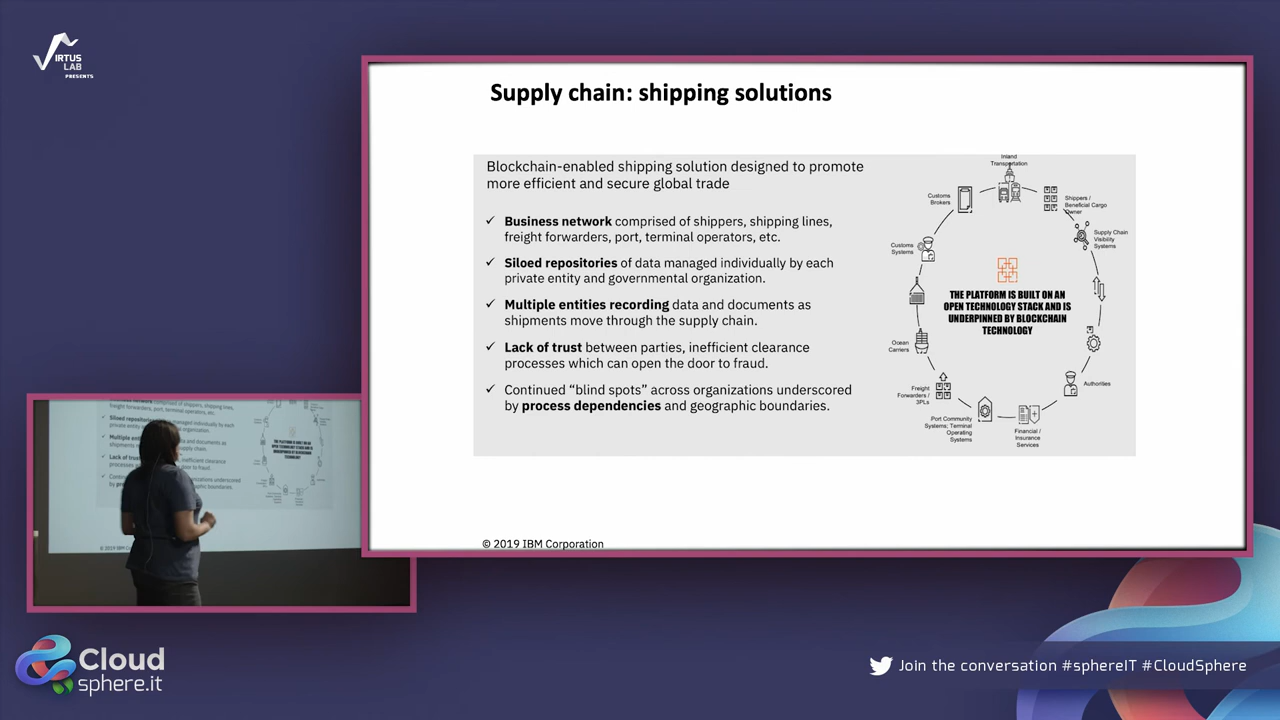 VIRTUS
LAB
PRESENTS
Supply chain: shipping solutions
Blockchain-enabled shipping solution designed to promote
more efficient and secure global trade
✓ Business network comprised of shippers, shipping lines,
freight forwarders, port, terminal operators, etc.
✓ Siloed repositories of data managed individually by each
private entity and governmental organization.
✓ Multiple entities recording data and documents as
shipments move through the supply chain.
✓ Lack of trust between parties, inefficient clearance
processes which can open the door to fraud.
✓ Continued “blind spots” across organizations underscored
by process dependencies and geographic boundaries.
Inland
Transportation
Shippers /
Beneficial Cargo
Owner
Supply Chain
Visibility
Systems
Authorities
Financial /
Insurance
Services
Port Community
Systems: Terminal
Operating
Systems
Freight
Forwarders /
3PLs
Ocean
Carriers
Customs
Systems
Customs
Brokers
THE PLATFORM IS BUILT ON AN
OPEN TECHNOLOGY STACK AND IS
UNDERPINNED BY BLOCKCHAIN
TECHNOLOGY
© 2019 IBM Corporation
Cloud
sphere.it
Join the conversation #sphereIT #CloudSphere